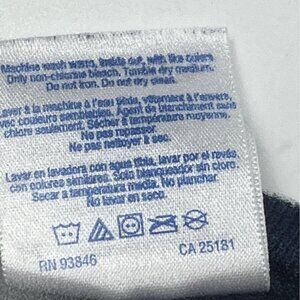 Machine wash warm, inside out, with like colors
Only non-chlorine bleach. Tumble dry medium.
Do not iron. Do not dry clean.
Laver à la machine à l'eau tiède, vêtement à l'envers,
couleurs semblables. Agent de blanchiment sans
chlore seulement. Sécher à température moyenne.
Ne pas repasser.
Ne pas nettoyer à sec.
Lavar en lavadora con agua tibia, lavar por el revés,
con colores similares. Solo blanqueador sin cloro.
Secar a temperatura media. No planchar.
No lavar en seco.
RN 93846 CA 25181